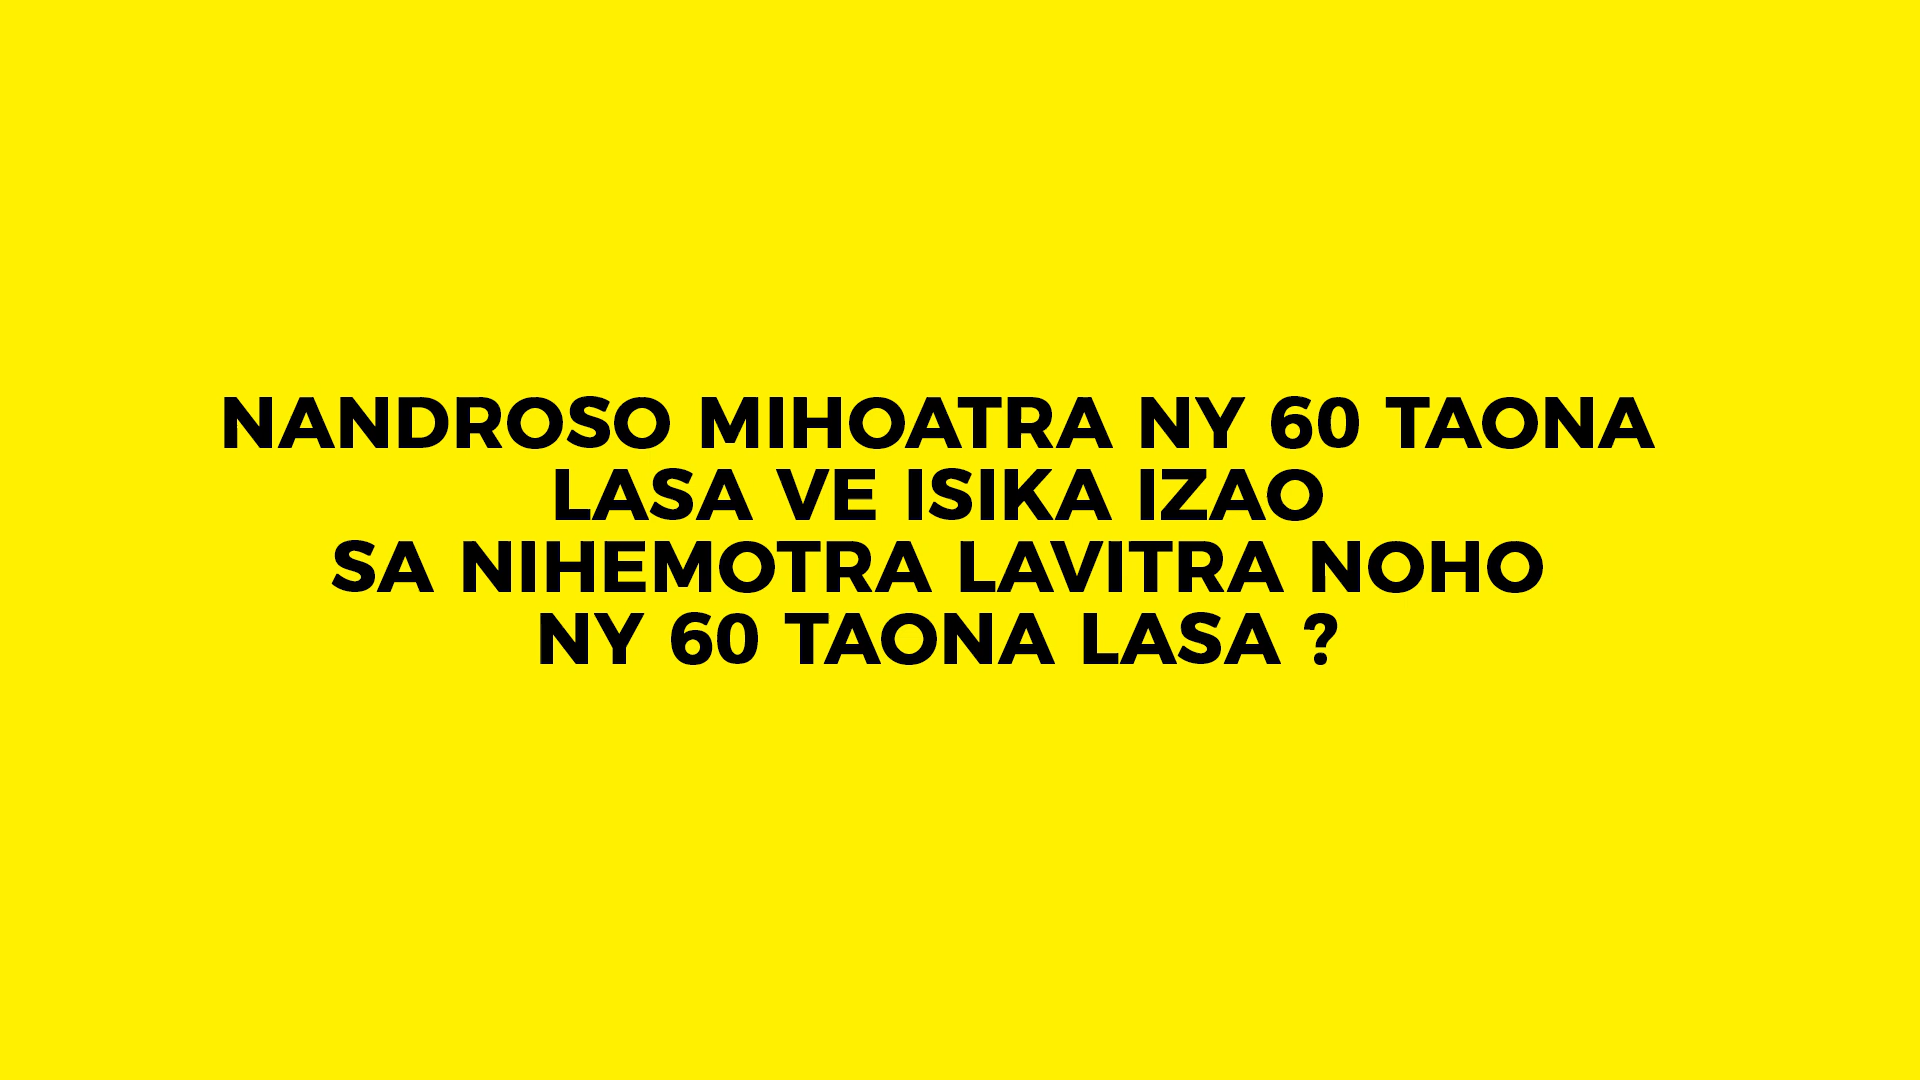 NANDROSO MIHOATRA NY 60 TAONA
LASA VE ISIKA IZAO
SA NIHEMOTRA LAVITRA NOHO
NY 60 TAONA LASA ?